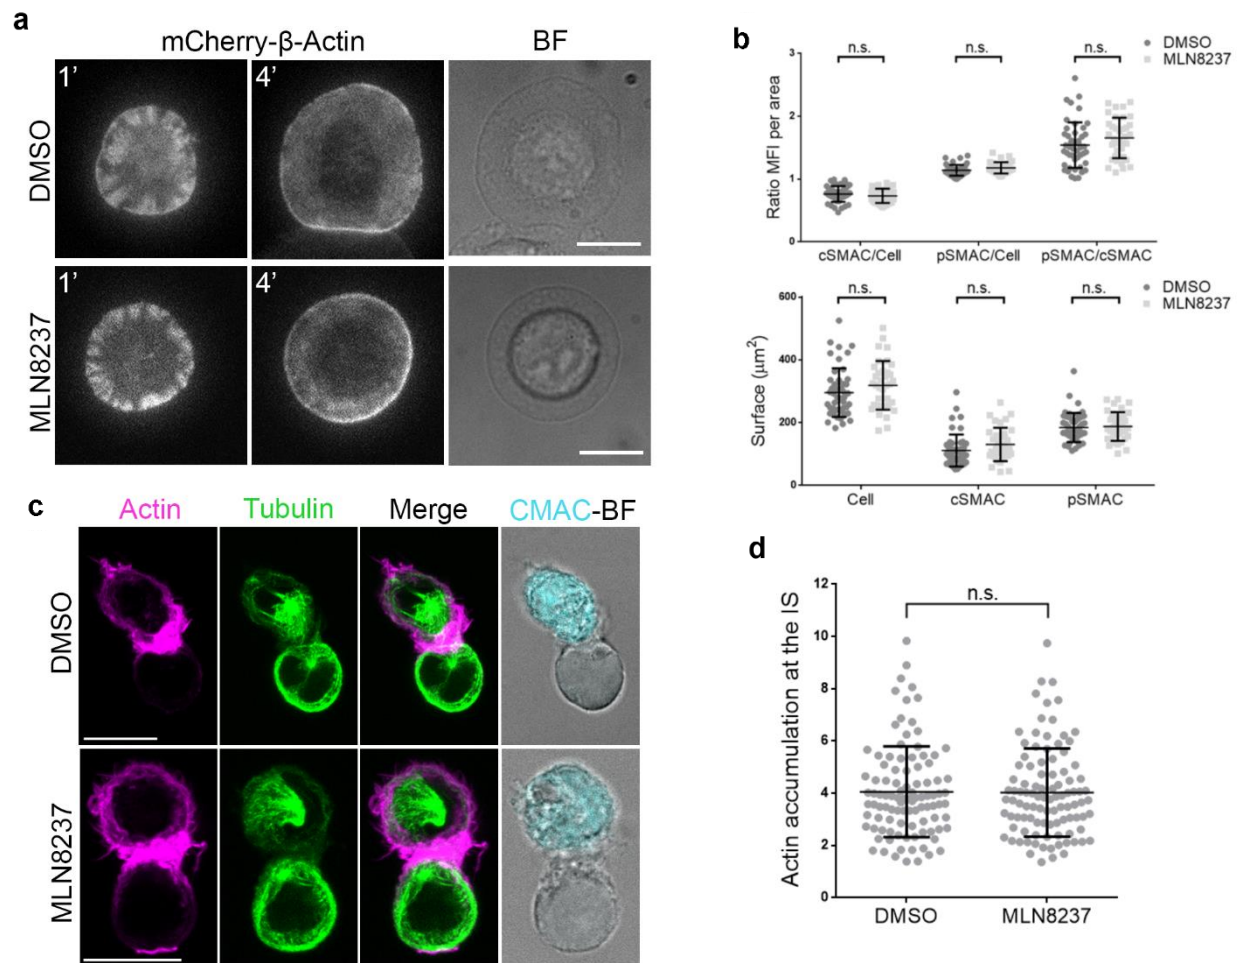 a
mCherry-β-Actin
BF
DMSO
1’
4’
MLN8237
1’
4’
b
Ratio MFI per area
3
2
1
0
n.s.
n.s.
n.s.
DMSO
MLN8237
cSMAC/Cell
pSMAC/Cell
pSMAC/cSMAC
Surface (μm²)
600
400
200
0
n.s.
n.s.
n.s.
DMSO
MLN8237
Cell
cSMAC
pSMAC
c
Actin
Tubulin
Merge
CMAC-BF
DMSO
MLN8237
d
Actin accumulation at the IS
12
10
8
6
4
2
0
n.s.
DMSO
MLN8237